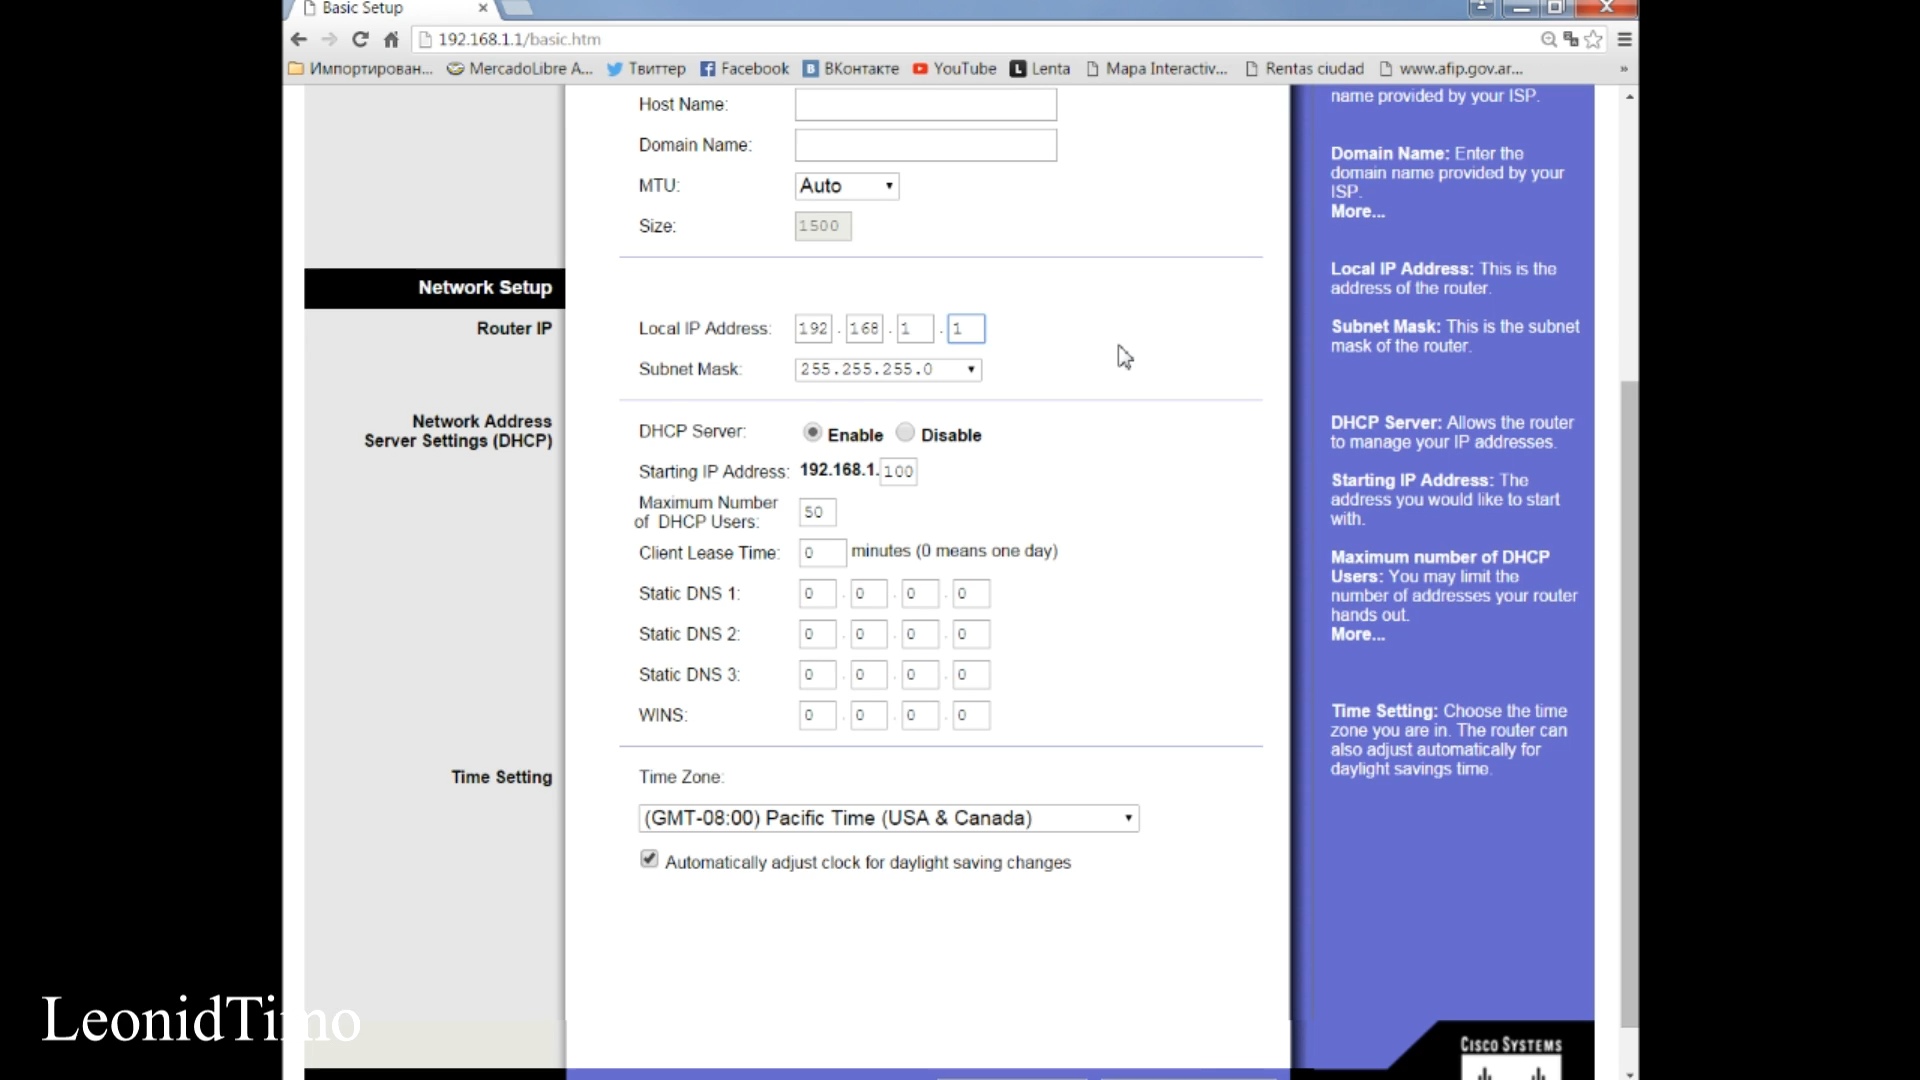 Basic Setup
192.168.1.1/basic.htm
Импортирован... MercadoLibre A... Твиттер Facebook ВКонтакте YouTube Lenta Mapa Interactiv... Rentas ciudad www.afip.gov.ar... »
Host Name:
Domain Name:
MTU: Auto
Size: 1500
Network Setup
Router IP
Local IP Address: 192 . 168 . 1 . 1
Subnet Mask: 255.255.255.0
Network Address
Server Settings (DHCP)
DHCP Server: Enable Disable
Starting IP Address: 192.168.1. 100
Maximum Number
of DHCP Users: 50
Client Lease Time: 0 minutes (0 means one day)
Static DNS 1: 0 . 0 . 0 . 0
Static DNS 2: 0 . 0 . 0 . 0
Static DNS 3: 0 . 0 . 0 . 0
WINS: 0 . 0 . 0 . 0
Time Setting
Time Zone:
(GMT-08:00) Pacific Time (USA & Canada)
Automatically adjust clock for daylight saving changes
name provided by your ISP.
Domain Name: Enter the
domain name provided by your
ISP.
More...
Local IP Address: This is the
address of the router.
Subnet Mask: This is the subnet
mask of the router.
DHCP Server: Allows the router
to manage your IP addresses.
Starting IP Address: The
address you would like to start
with.
Maximum number of DHCP
Users: You may limit the
number of addresses your router
hands out.
More...
Time Setting: Choose the time
zone you are in. The router can
also adjust automatically for
daylight savings time.
CISCO SYSTEMS
LeonidTimo